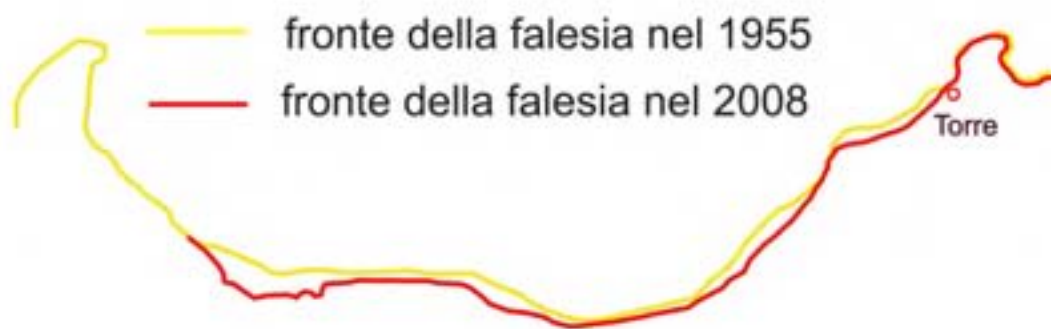 fronte della falesia nel 1955
fronte della falesia nel 2008
Torre